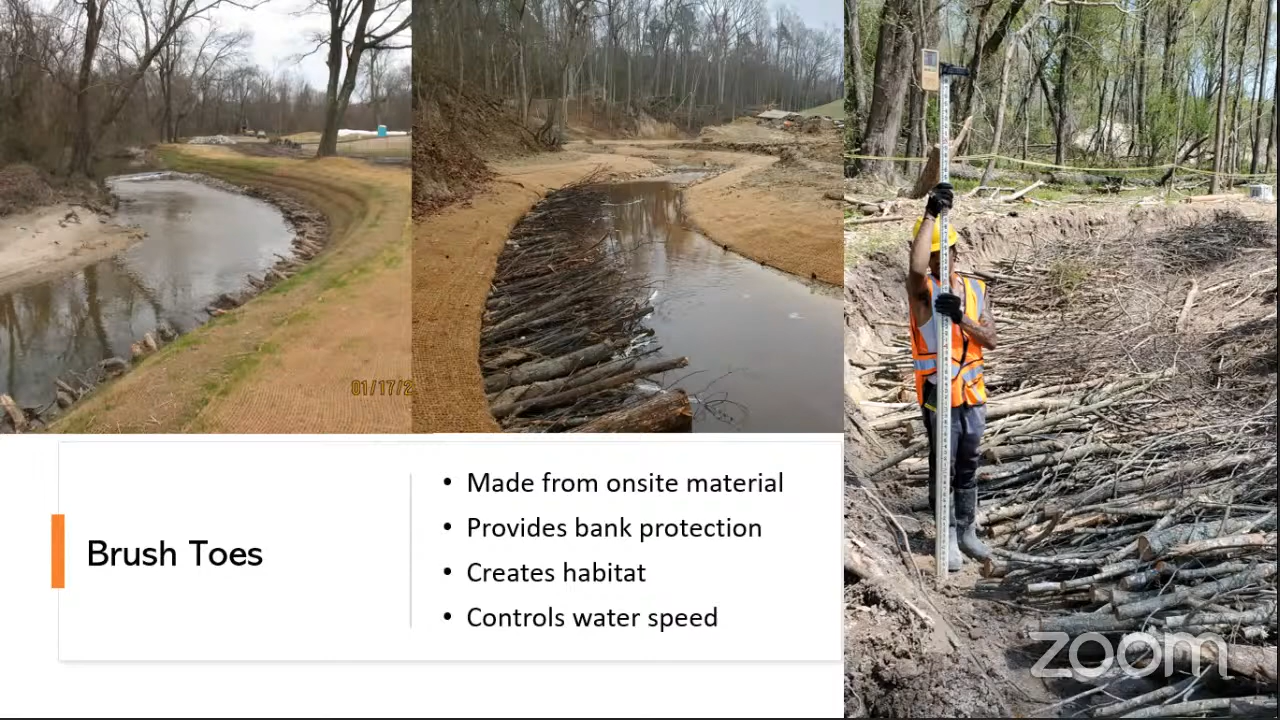 01/17/2
Brush Toes
• Made from onsite material
• Provides bank protection
• Creates habitat
• Controls water speed
zoom